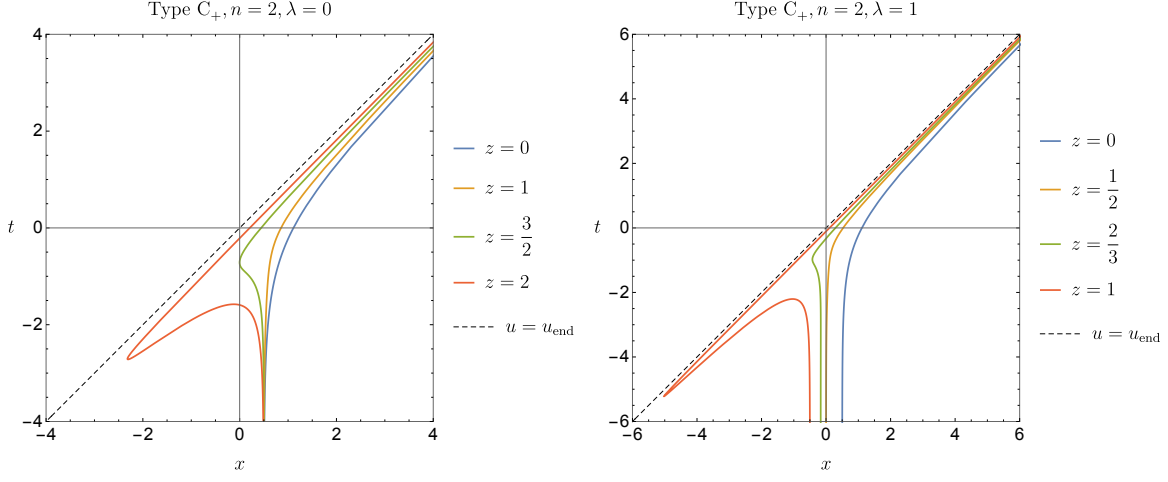 Type C₊, n = 2, λ = 0
4
2
0
−2
−4
t
−4
−2
0
2
4
x
z = 0
z = 1
z = 3/2
z = 2
u = u_end
Type C₊, n = 2, λ = 1
6
4
2
0
−2
−4
−6
t
−6
−4
−2
0
2
4
6
x
z = 0
z = 1/2
z = 2/3
z = 1
u = u_end